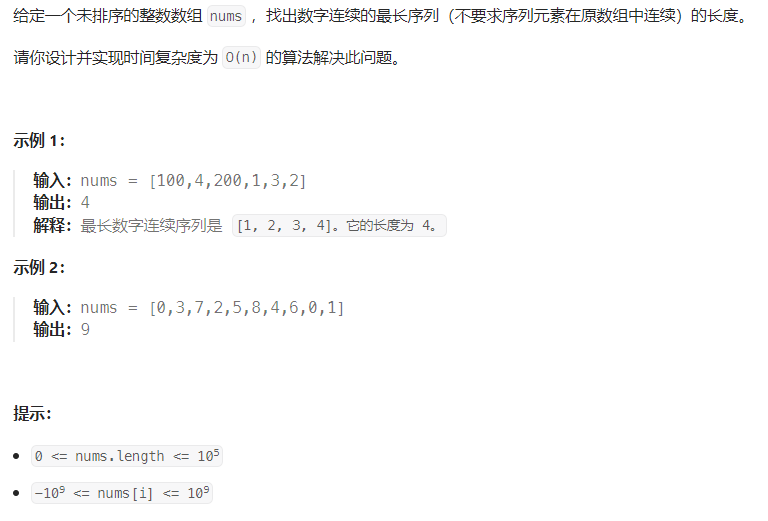 给定一个未排序的整数数组 nums ，找出数字连续的最长序列（不要求序列元素在原数组中连续）的长度。
请你设计并实现时间复杂度为 O(n) 的算法解决此问题。
示例 1：
输入：nums = [100,4,200,1,3,2]
输出：4
解释：最长数字连续序列是 [1, 2, 3, 4]。它的长度为 4。
示例 2：
输入：nums = [0,3,7,2,5,8,4,6,0,1]
输出：9
提示：
• 0 <= nums.length <= 10⁵
• -10⁹ <= nums[i] <= 10⁹